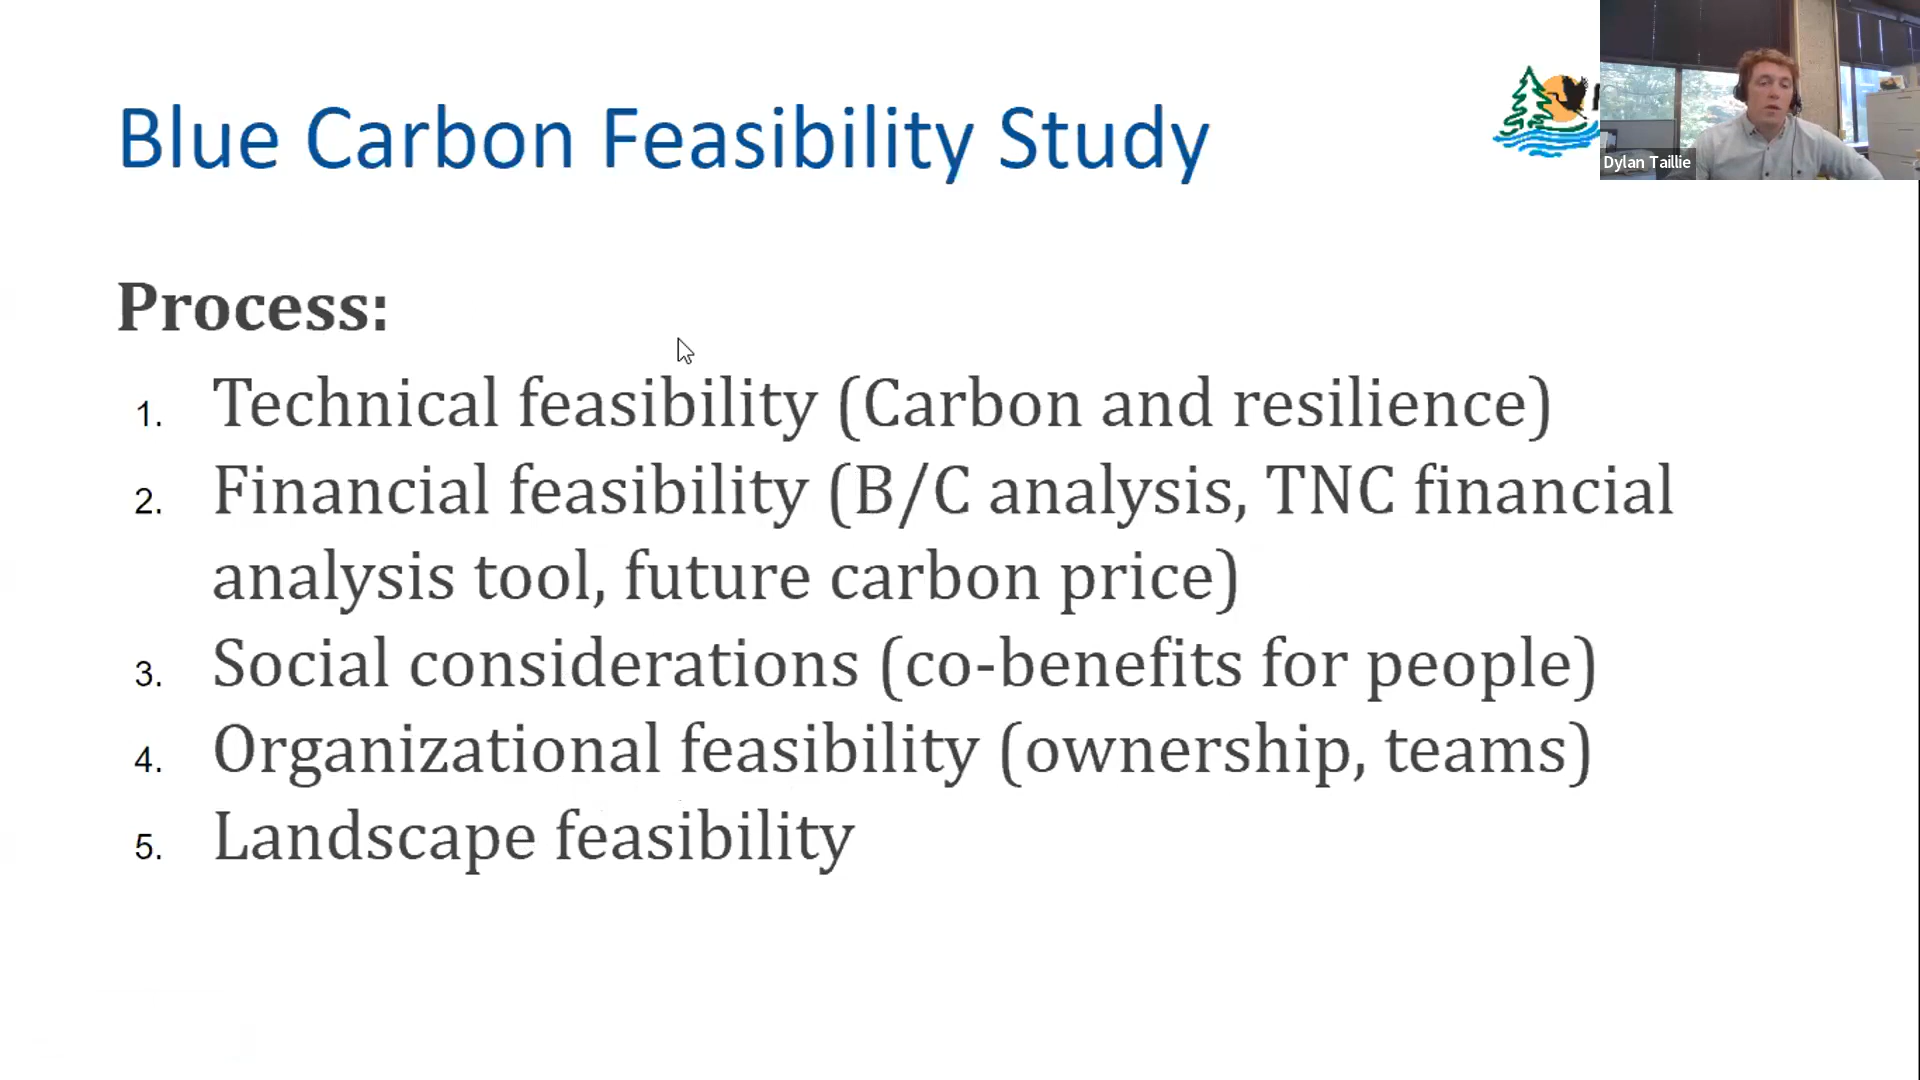 Blue Carbon Feasibility Study
Dylan Taillie
Process:
1. Technical feasibility (Carbon and resilience)
2. Financial feasibility (B/C analysis, TNC financial
analysis tool, future carbon price)
3. Social considerations (co-benefits for people)
4. Organizational feasibility (ownership, teams)
5. Landscape feasibility